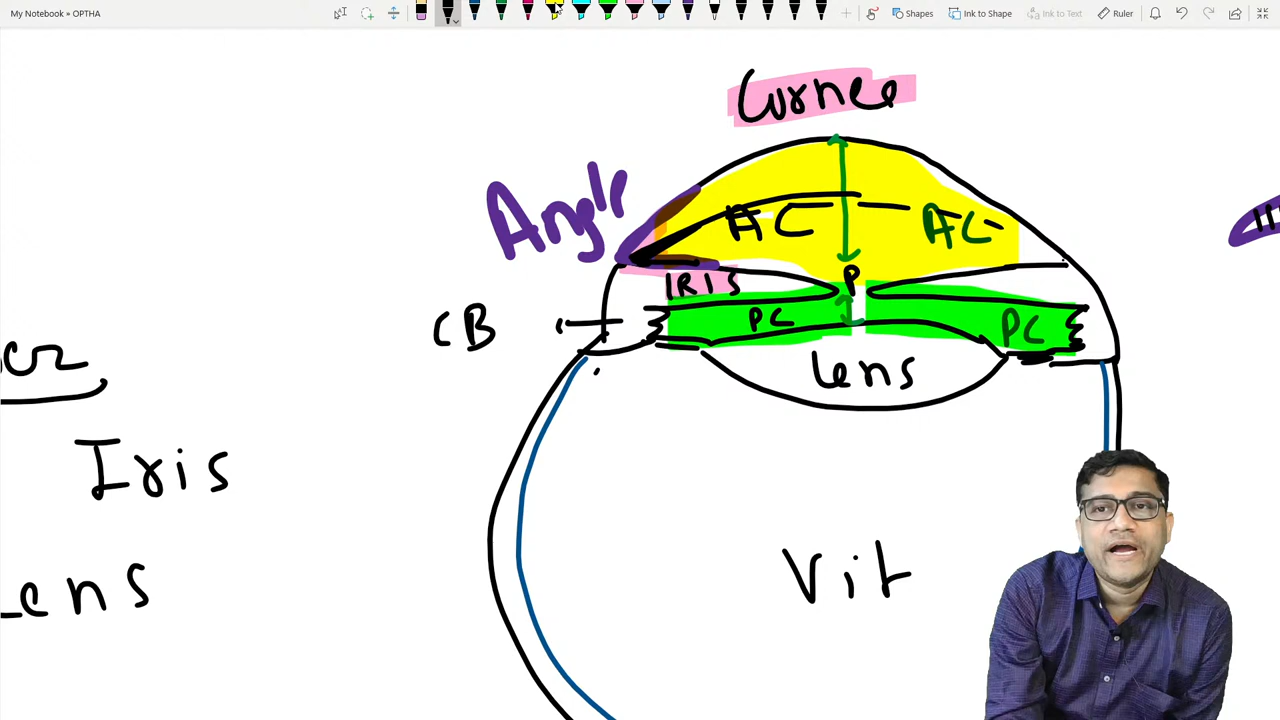 My Notebook » OPTHA
Shapes
Ink to Shape
Ink to Text
Ruler
Cornea
Angle
AC
AC
IRIS
P
CB
PC
PC
Lens
Iris
Lens
Vit